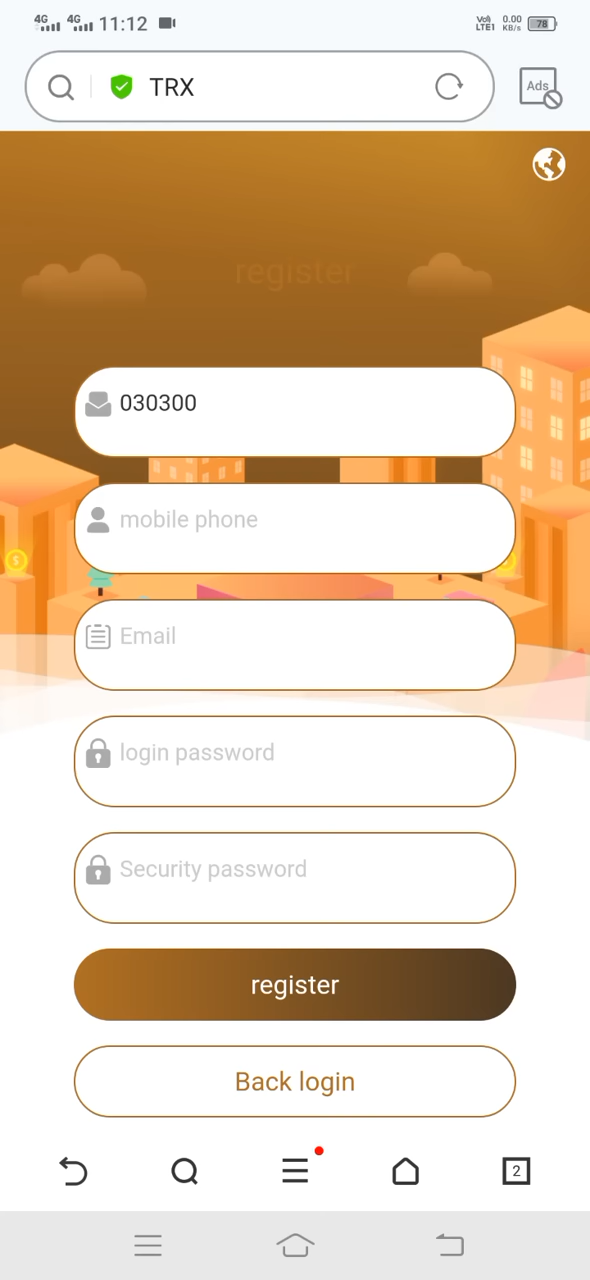 4G 4G 11:12 Vo) LTE1 0.00 KB/s 78
TRX
Ads
register
030300
mobile phone
Email
login password
Security password
register
Back login
2